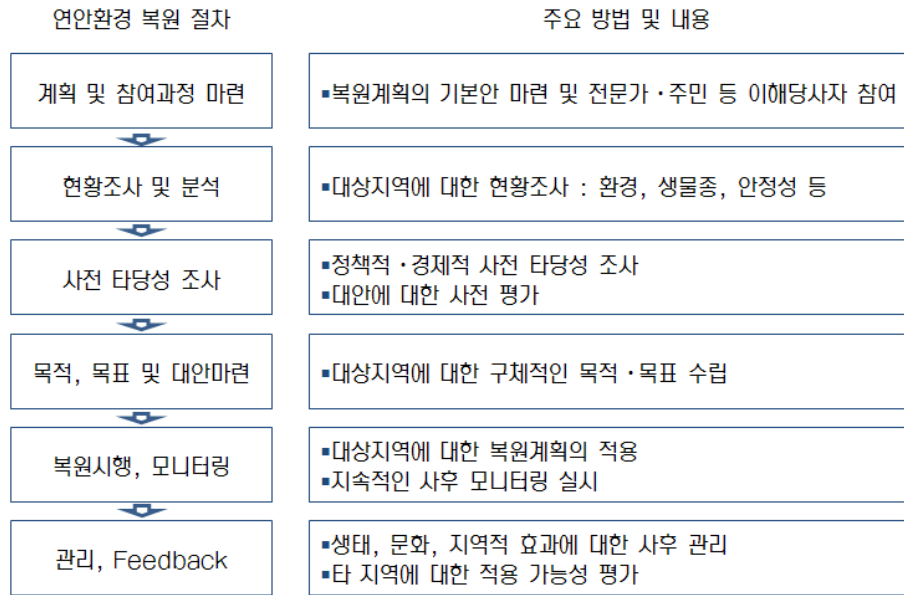 연안환경 복원 절차
주요 방법 및 내용
계획 및 참여과정 마련
▪복원계획의 기본안 마련 및 전문가・주민 등 이해당사자 참여
현황조사 및 분석
▪대상지역에 대한 현황조사 : 환경, 생물종, 안정성 등
사전 타당성 조사
▪정책적・경제적 사전 타당성 조사
▪대안에 대한 사전 평가
목적, 목표 및 대안마련
▪대상지역에 대한 구체적인 목적・목표 수립
복원시행, 모니터링
▪대상지역에 대한 복원계획의 적용
▪지속적인 사후 모니터링 실시
관리, Feedback
▪생태, 문화, 지역적 효과에 대한 사후 관리
▪타 지역에 대한 적용 가능성 평가